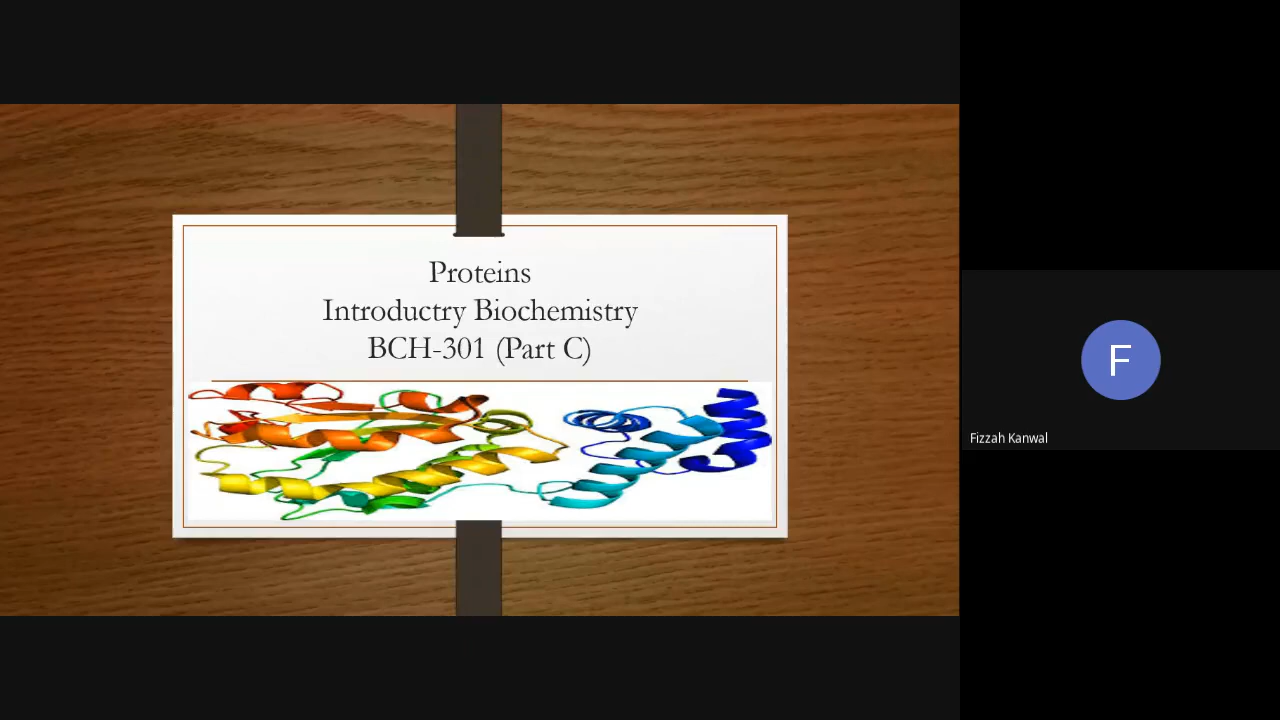 Proteins
Introductry Biochemistry
BCH-301 (Part C)
F
Fizzah Kanwal